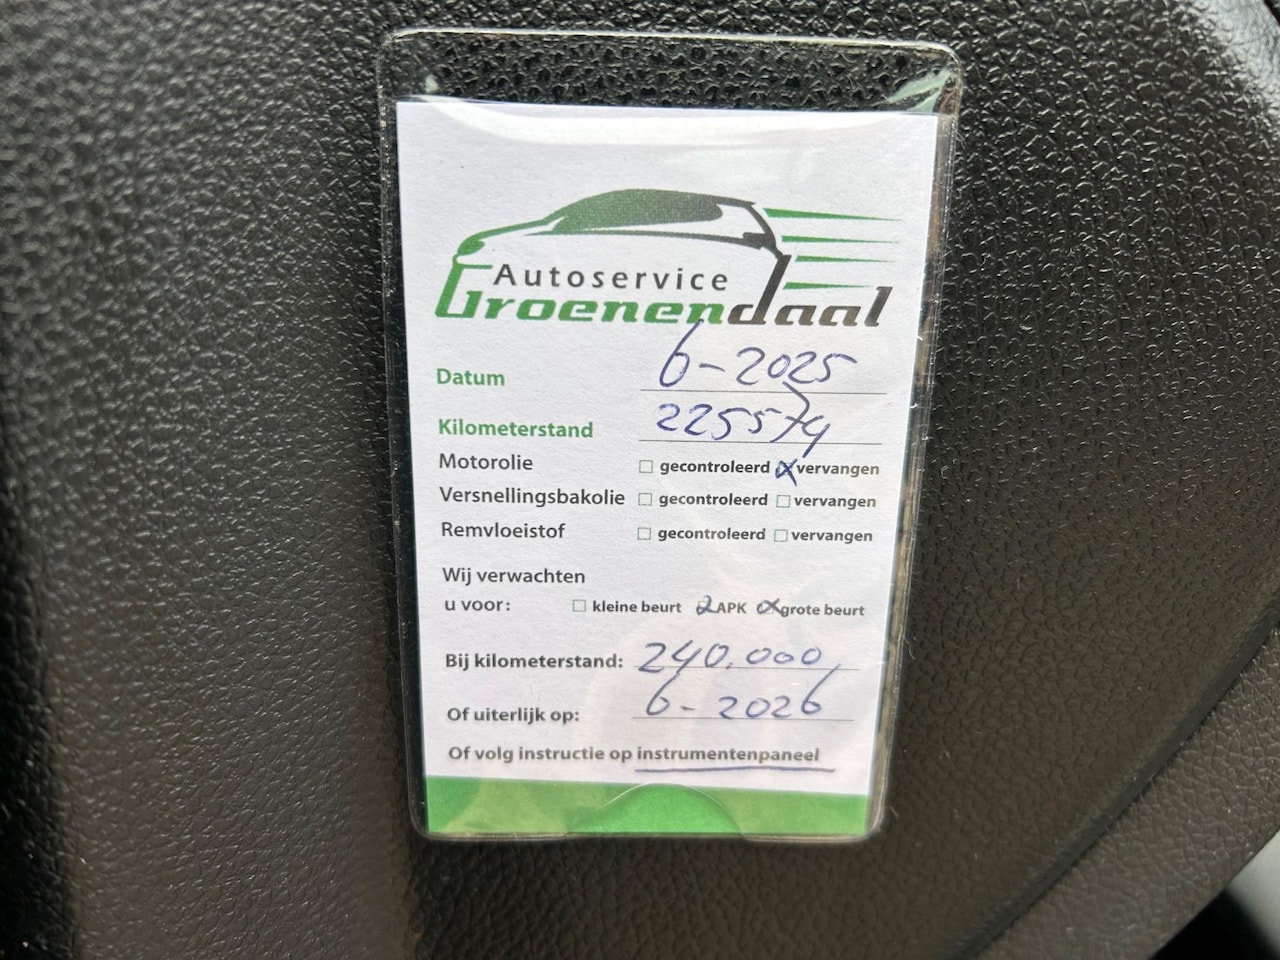 Autoservice
Groenendaal
Datum 6-2025
Kilometerstand 225574
Motorolie gecontroleerd vervangen
Versnellingsbakolie gecontroleerd vervangen
Remvloeistof gecontroleerd vervangen
Wij verwachten
u voor: kleine beurt APK grote beurt
Bij kilometerstand: 240.000,
Of uiterlijk op: 6-2026
Of volg instructie op instrumentenpaneel